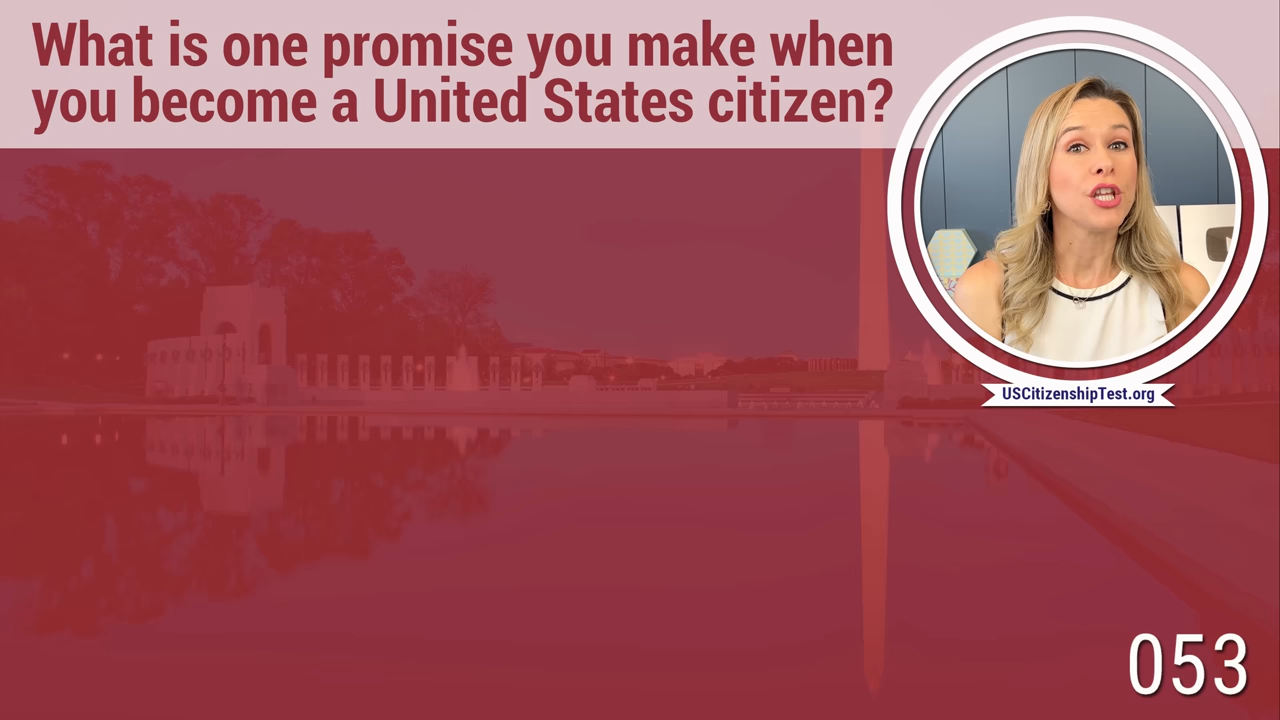 What is one promise you make when
you become a United States citizen?
USCitizenshipTest.org
053